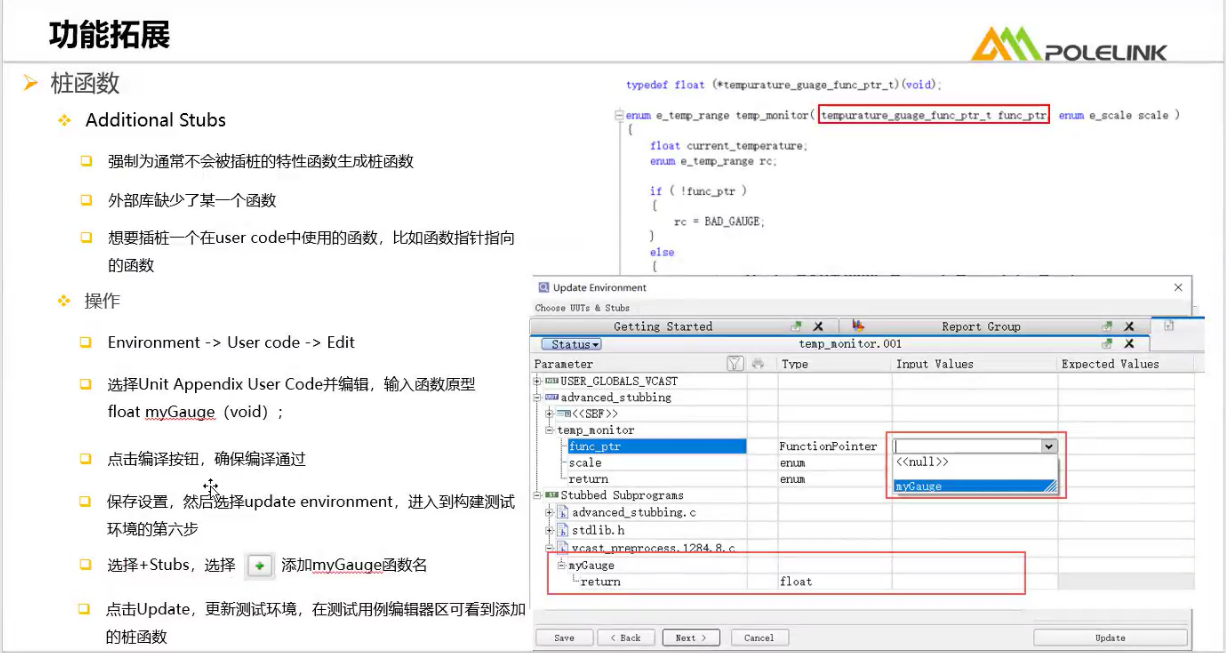 功能拓展
POLELINK
桩函数
Additional Stubs
强制为通常不会被插桩的特性函数生成桩函数
外部库缺少了某一个函数
想要插桩一个在user code中使用的函数，比如函数指针指向
的函数
操作
Environment -> User code -> Edit
选择Unit Appendix User Code并编辑，输入函数原型
float myGauge（void）;
点击编译按钮，确保编译通过
保存设置，然后选择update environment，进入到构建测试
环境的第六步
选择+Stubs，选择 添加myGauge函数名
点击Update，更新测试环境，在测试用例编辑器区可看到添加
的桩函数
typedef float (*tempurature_guage_func_ptr_t)(void);
enum e_temp_range temp_monitor( tempurature_guage_func_ptr_t func_ptr, enum e_scale scale )
{
float current_temperature;
enum e_temp_range rc;
if ( !func_ptr )
{
rc = BAD_GAUGE;
}
else
{
Update Environment
Choose UUTs & Stubs
Getting Started Report Group
Status temp_monitor.001
Parameter Type Input Values Expected Values
USER_GLOBALS_VCAST
advanced_stubbing
<<SBF>>
temp_monitor
func_ptr FunctionPointer
scale enum <<null>>
return enum myGauge
Stubbed Subprograms
advanced_stubbing.c
stdlib.h
vcast_preprocess.1284.8.c
myGauge
return float
Save < Back Next > Cancel Update